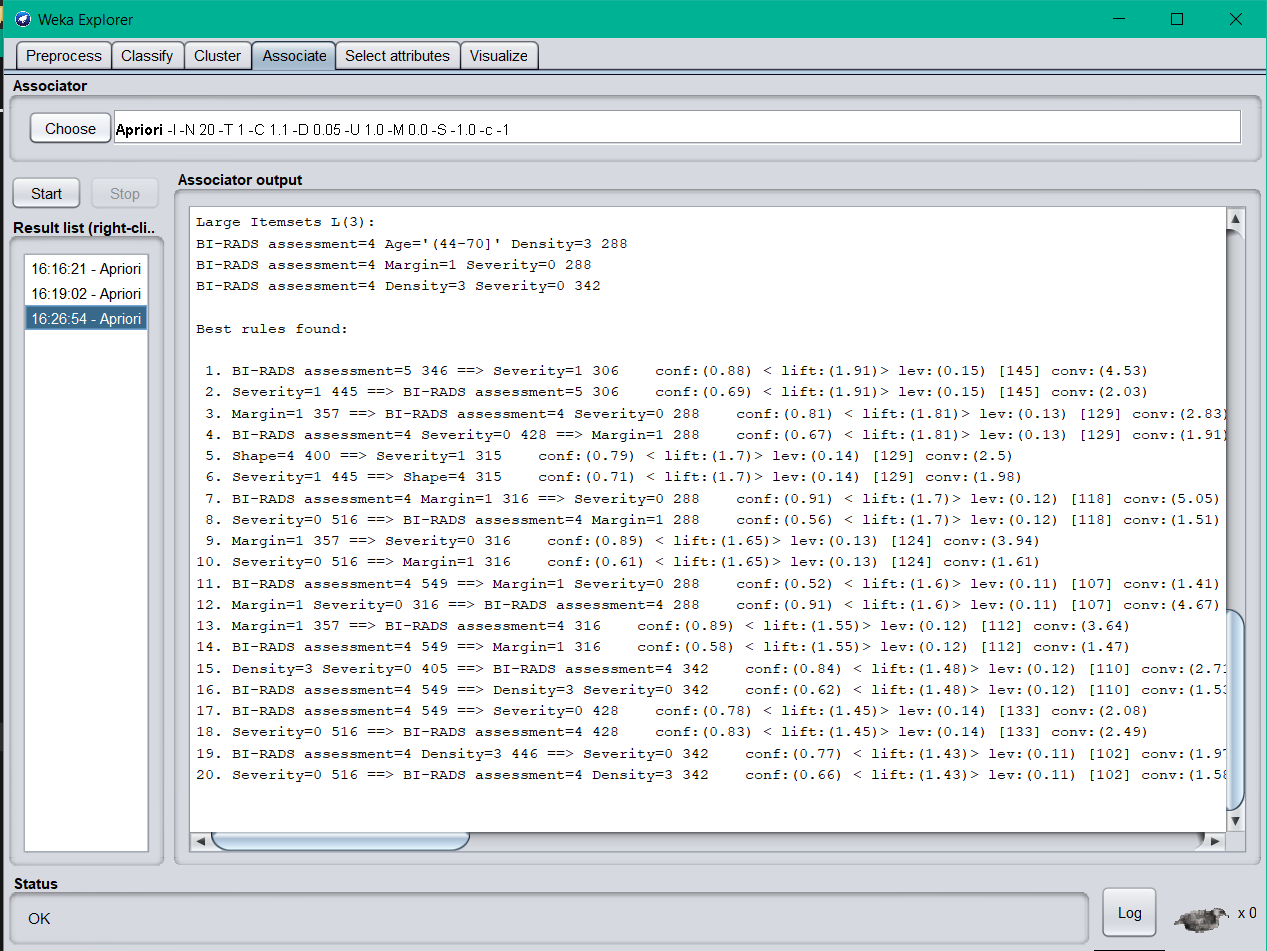 Weka Explorer
Preprocess Classify Cluster Associate Select attributes Visualize
Associator
Choose Apriori -I -N 20 -T 1 -C 1.1 -D 0.05 -U 1.0 -M 0.0 -S -1.0 -c -1
Start Stop
Result list (right-cli..
16:16:21 - Apriori
16:19:02 - Apriori
16:26:54 - Apriori
Associator output
Large Itemsets L(3):
BI-RADS assessment=4 Age='(44-70]' Density=3 288
BI-RADS assessment=4 Margin=1 Severity=0 288
BI-RADS assessment=4 Density=3 Severity=0 342
Best rules found:
1. BI-RADS assessment=5 346 ==> Severity=1 306    conf:(0.88) < lift:(1.91)> lev:(0.15) [145] conv:(4.53)
2. Severity=1 445 ==> BI-RADS assessment=5 306    conf:(0.69) < lift:(1.91)> lev:(0.15) [145] conv:(2.03)
3. Margin=1 357 ==> BI-RADS assessment=4 Severity=0 288    conf:(0.81) < lift:(1.81)> lev:(0.13) [129] conv:(2.83)
4. BI-RADS assessment=4 Severity=0 428 ==> Margin=1 288    conf:(0.67) < lift:(1.81)> lev:(0.13) [129] conv:(1.91)
5. Shape=4 400 ==> Severity=1 315    conf:(0.79) < lift:(1.7)> lev:(0.14) [129] conv:(2.5)
6. Severity=1 445 ==> Shape=4 315    conf:(0.71) < lift:(1.7)> lev:(0.14) [129] conv:(1.98)
7. BI-RADS assessment=4 Margin=1 316 ==> Severity=0 288    conf:(0.91) < lift:(1.7)> lev:(0.12) [118] conv:(5.05)
8. Severity=0 516 ==> BI-RADS assessment=4 Margin=1 288    conf:(0.56) < lift:(1.7)> lev:(0.12) [118] conv:(1.51)
9. Margin=1 357 ==> Severity=0 316    conf:(0.89) < lift:(1.65)> lev:(0.13) [124] conv:(3.94)
10. Severity=0 516 ==> Margin=1 316    conf:(0.61) < lift:(1.65)> lev:(0.13) [124] conv:(1.61)
11. BI-RADS assessment=4 549 ==> Margin=1 Severity=0 288    conf:(0.52) < lift:(1.6)> lev:(0.11) [107] conv:(1.41)
12. Margin=1 Severity=0 316 ==> BI-RADS assessment=4 288    conf:(0.91) < lift:(1.6)> lev:(0.11) [107] conv:(4.67)
13. Margin=1 357 ==> BI-RADS assessment=4 316    conf:(0.89) < lift:(1.55)> lev:(0.12) [112] conv:(3.64)
14. BI-RADS assessment=4 549 ==> Margin=1 316    conf:(0.58) < lift:(1.55)> lev:(0.12) [112] conv:(1.47)
15. Density=3 Severity=0 405 ==> BI-RADS assessment=4 342    conf:(0.84) < lift:(1.48)> lev:(0.12) [110] conv:(2.71
16. BI-RADS assessment=4 549 ==> Density=3 Severity=0 342    conf:(0.62) < lift:(1.48)> lev:(0.12) [110] conv:(1.53
17. BI-RADS assessment=4 549 ==> Severity=0 428    conf:(0.78) < lift:(1.45)> lev:(0.14) [133] conv:(2.08)
18. Severity=0 516 ==> BI-RADS assessment=4 428    conf:(0.83) < lift:(1.45)> lev:(0.14) [133] conv:(2.49)
19. BI-RADS assessment=4 Density=3 446 ==> Severity=0 342    conf:(0.77) < lift:(1.43)> lev:(0.11) [102] conv:(1.97
20. Severity=0 516 ==> BI-RADS assessment=4 Density=3 342    conf:(0.66) < lift:(1.43)> lev:(0.11) [102] conv:(1.58
Status
OK
Log
x 0